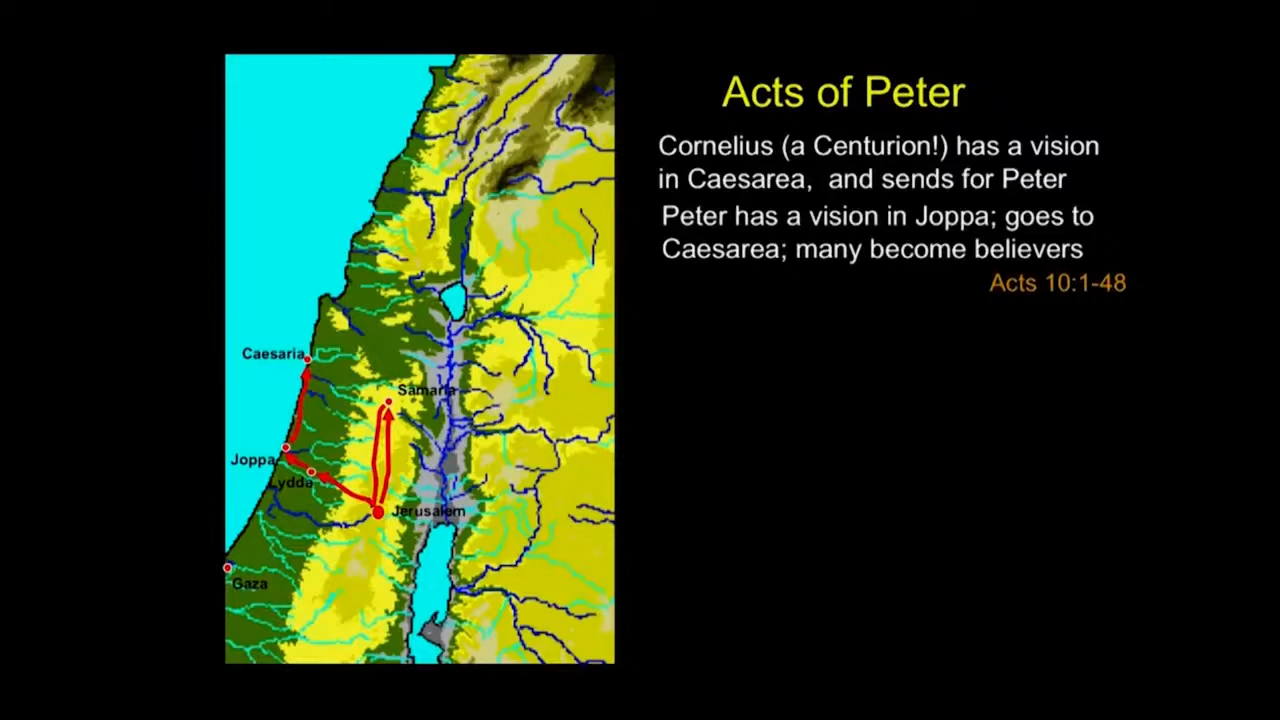 Acts of Peter
Cornelius (a Centurion!) has a vision
in Caesarea, and sends for Peter
Peter has a vision in Joppa; goes to
Caesarea; many become believers
Acts 10:1-48
Caesaria
Samaria
Joppa
Lydda
Jerusalem
Gaza